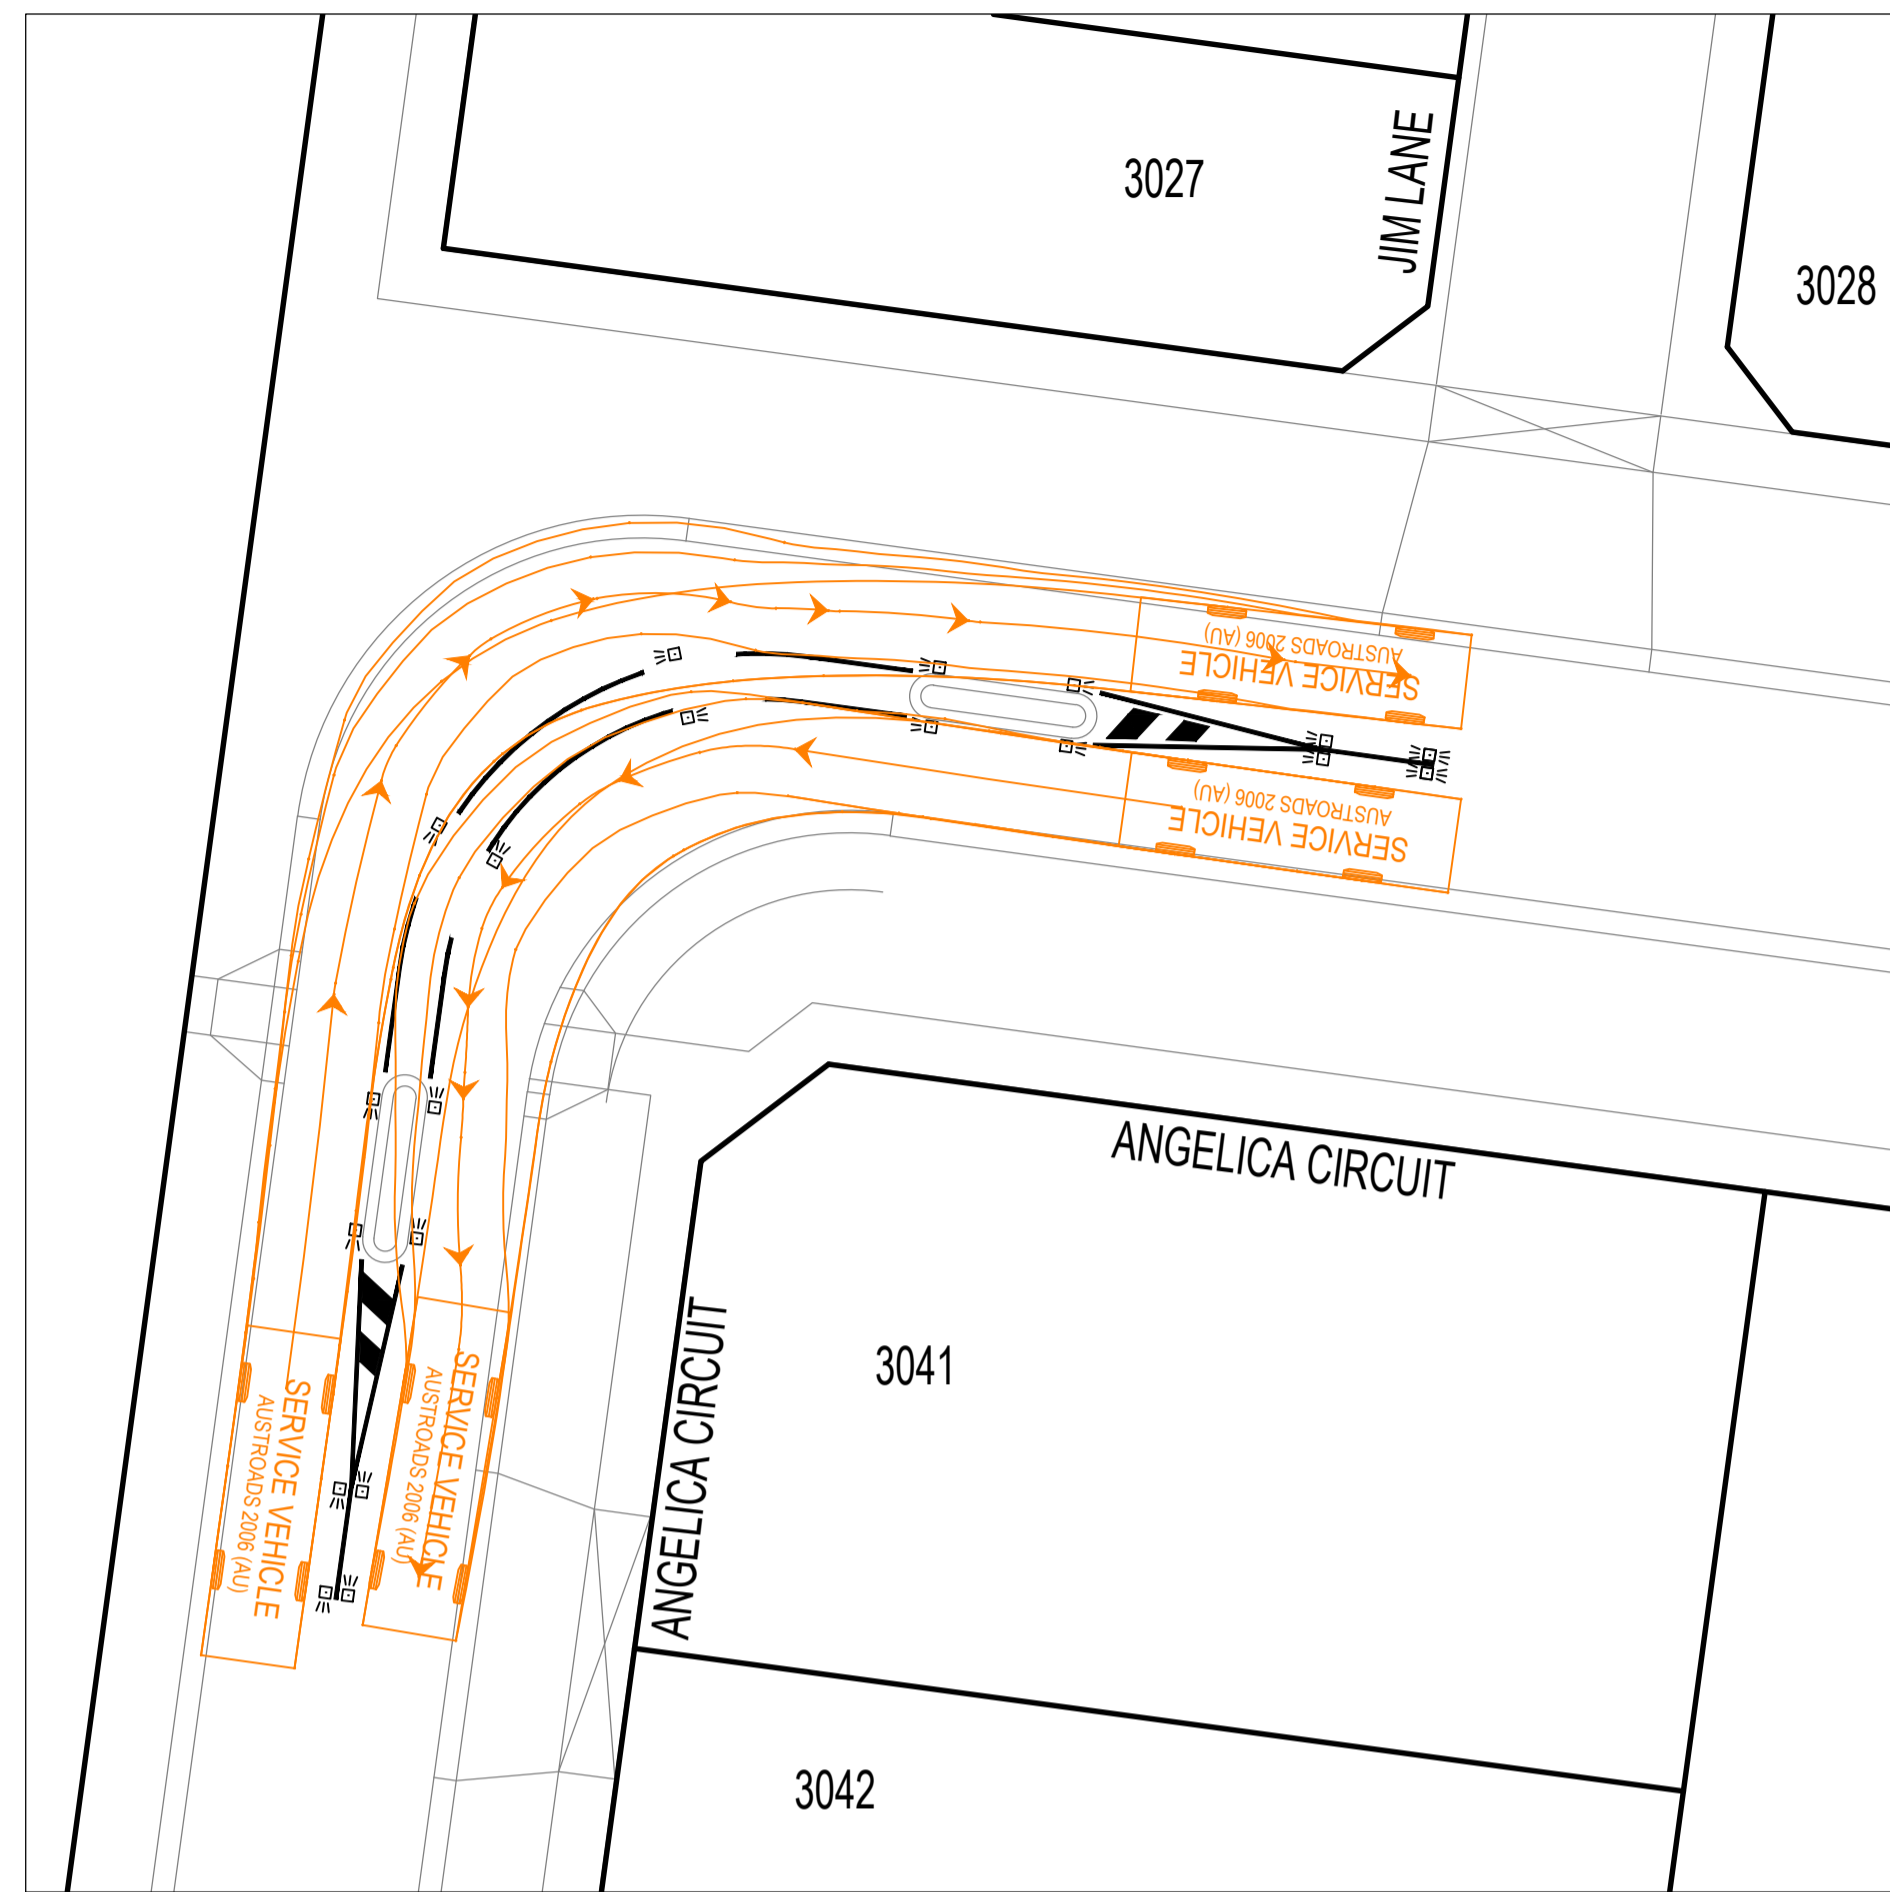 JIM LANE
3027
3028
AUSTROADS 2006 (AU)
SERVICE VEHICLE
AUSTROADS 2006 (AU)
SERVICE VEHICLE
ANGELICA CIRCUIT
ANGELICA CIRCUIT
3041
SERVICE VEHICLE
AUSTROADS 2006 (AU)
SERVICE VEHICLE
AUSTROADS 2006 (AU)
3042